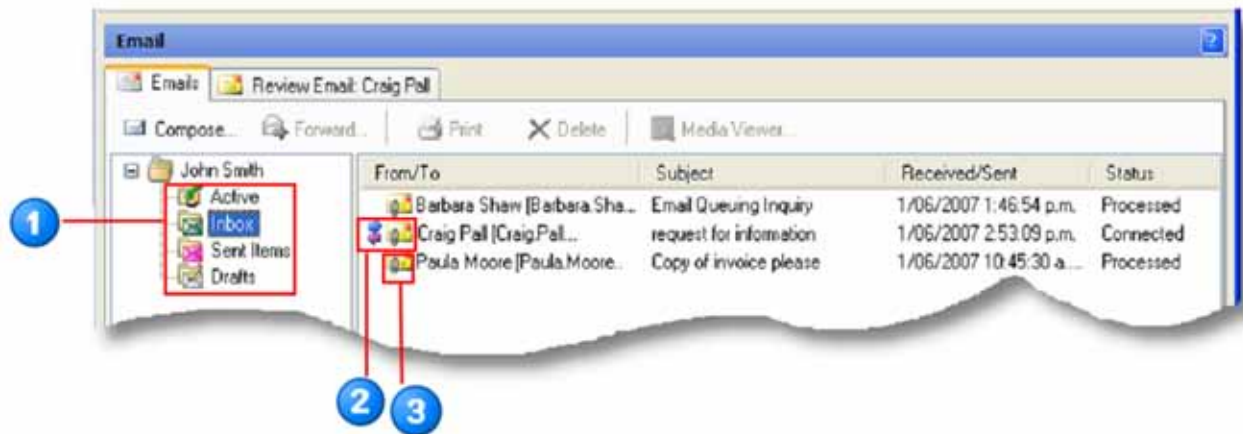 Email ?
Emails Review Email: Craig Pall
Compose... Forward... Print Delete Media Viewer...
John Smith
Active
Inbox
Sent Items
Drafts
From/To Subject Received/Sent Status
Barbara Shaw [Barbara.Sha... Email Queuing Inquiry 1/06/2007 1:46:54 p.m. Processed
Craig Pall [Craig.Pall... request for information 1/06/2007 2:53:09 p.m. Connected
Paula Moore [Paula.Moore... Copy of invoice please 1/06/2007 10:45:30 a.... Processed
1
2
3